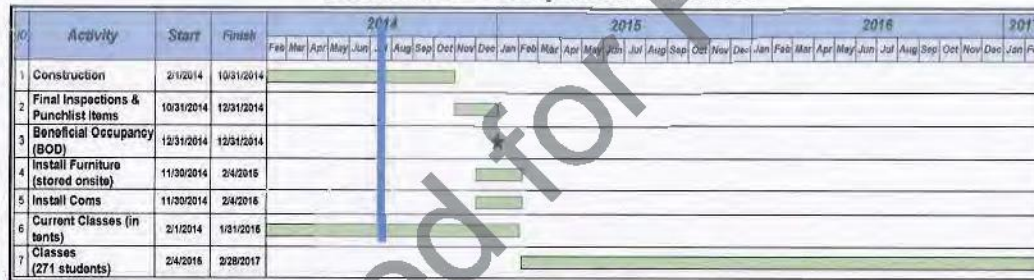 2014 2015 2016 201
ID Activity Start Finish Feb Mar Apr May Jun Jul Aug Sep Oct Nov Dec Jan Feb Mar Apr May Jun Jul Aug Sep Oct Nov Dec Jan Feb Mar Apr May Jun Jul Aug Sep Oct Nov Dec Jan F
1 Construction 2/1/2014 10/31/2014
2 Final Inspections & Punchlist Items 10/31/2014 12/31/2014
3 Beneficial Occupancy (BOD) 12/31/2014 12/31/2014
4 Install Furniture (stored onsite) 11/30/2014 2/4/2015
5 Install Coms 11/30/2014 2/4/2015
6 Current Classes (in tents) 2/1/2014 1/31/2015
7 Classes (271 students) 2/4/2015 2/28/2017
ed for R